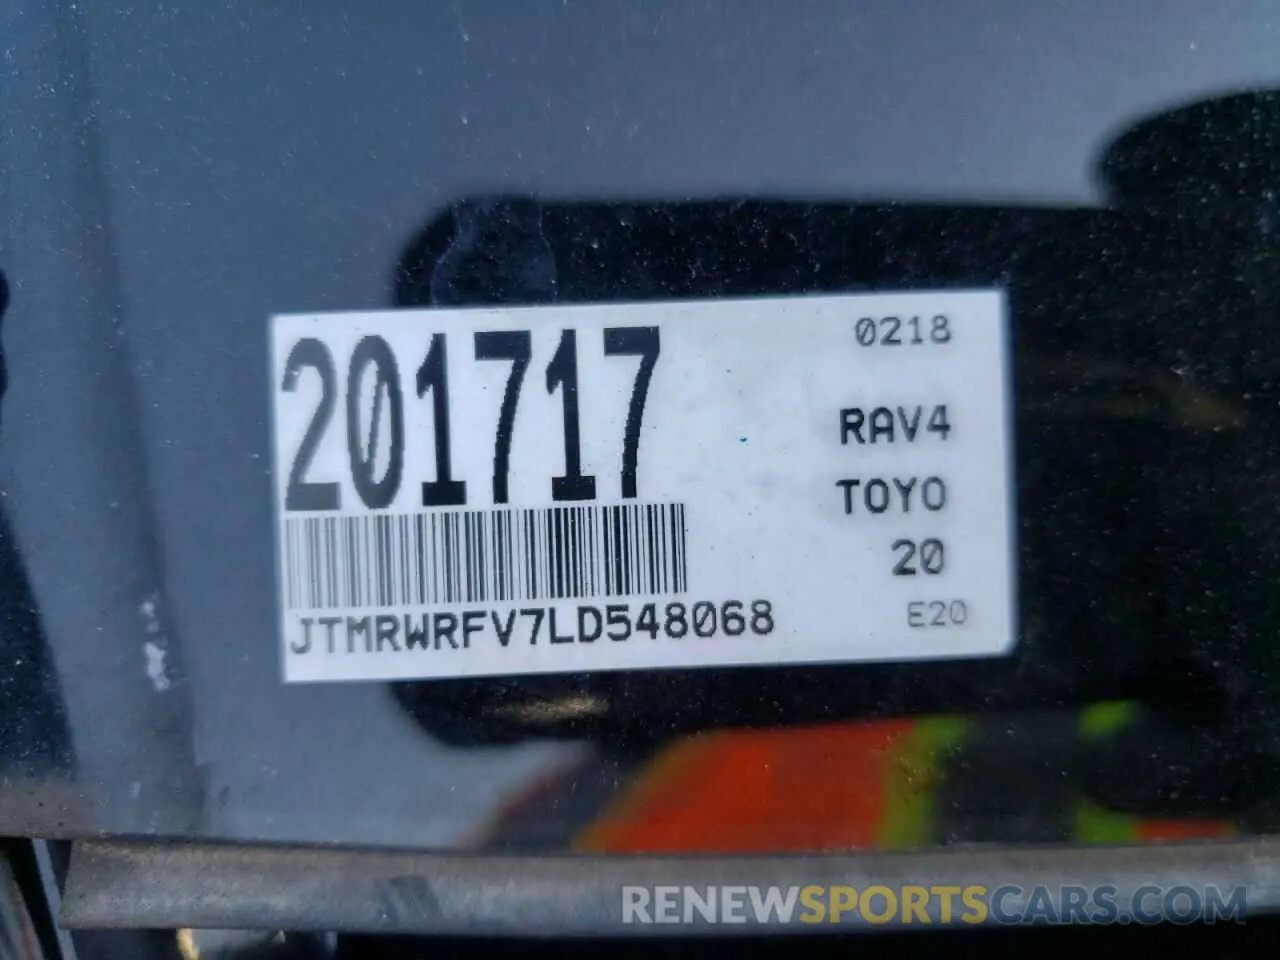 201717
0218
RAV4
TOYO
20
JTMRWRFV7LD548068
E20
RENEWSPORTSCARS.COM